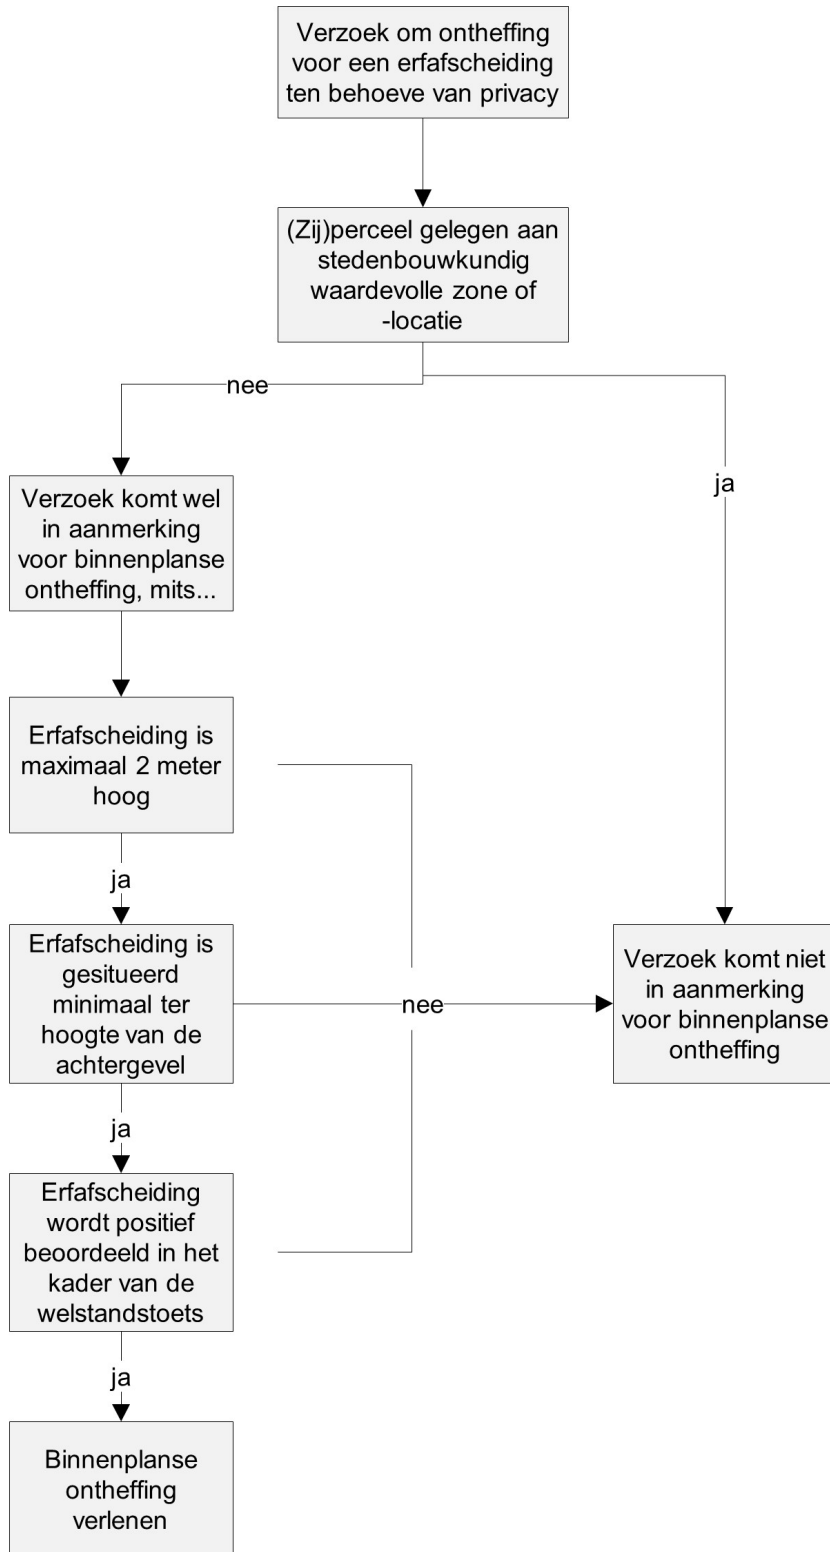 Verzoek om ontheffing
voor een erfafscheiding
ten behoeve van privacy
(Zij)perceel gelegen aan
stedenbouwkundig
waardevolle zone of
-locatie
nee
ja
Verzoek komt wel
in aanmerking
voor binnenplanse
ontheffing, mits...
Erfafscheiding is
maximaal 2 meter
hoog
ja
Erfafscheiding is
gesitueerd
minimaal ter
hoogte van de
achtergevel
nee
Verzoek komt niet
in aanmerking
voor binnenplanse
ontheffing
ja
Erfafscheiding
wordt positief
beoordeeld in het
kader van de
welstandstoets
ja
Binnenplanse
ontheffing
verlenen